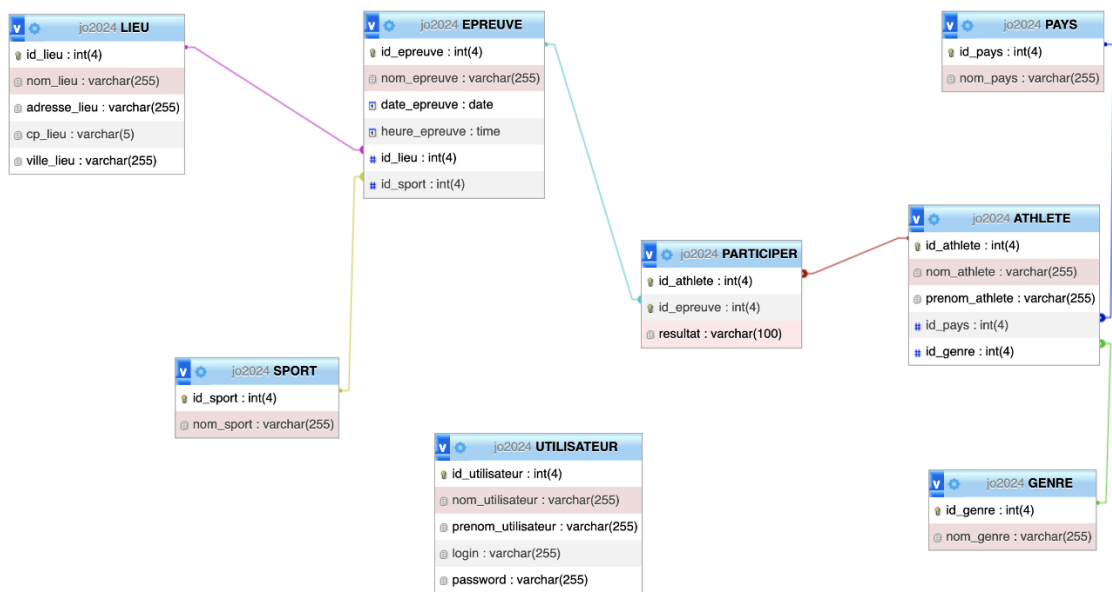 jo2024 LIEU
id_lieu : int(4)
nom_lieu : varchar(255)
adresse_lieu : varchar(255)
cp_lieu : varchar(5)
ville_lieu : varchar(255)
jo2024 EPREUVE
id_epreuve : int(4)
nom_epreuve : varchar(255)
date_epreuve : date
heure_epreuve : time
id_lieu : int(4)
id_sport : int(4)
jo2024 PAYS
id_pays : int(4)
nom_pays : varchar(255)
jo2024 PARTICIPER
id_athlete : int(4)
id_epreuve : int(4)
resultat : varchar(100)
jo2024 ATHLETE
id_athlete : int(4)
nom_athlete : varchar(255)
prenom_athlete : varchar(255)
id_pays : int(4)
id_genre : int(4)
jo2024 SPORT
id_sport : int(4)
nom_sport : varchar(255)
jo2024 UTILISATEUR
id_utilisateur : int(4)
nom_utilisateur : varchar(255)
prenom_utilisateur : varchar(255)
login : varchar(255)
password : varchar(255)
jo2024 GENRE
id_genre : int(4)
nom_genre : varchar(255)